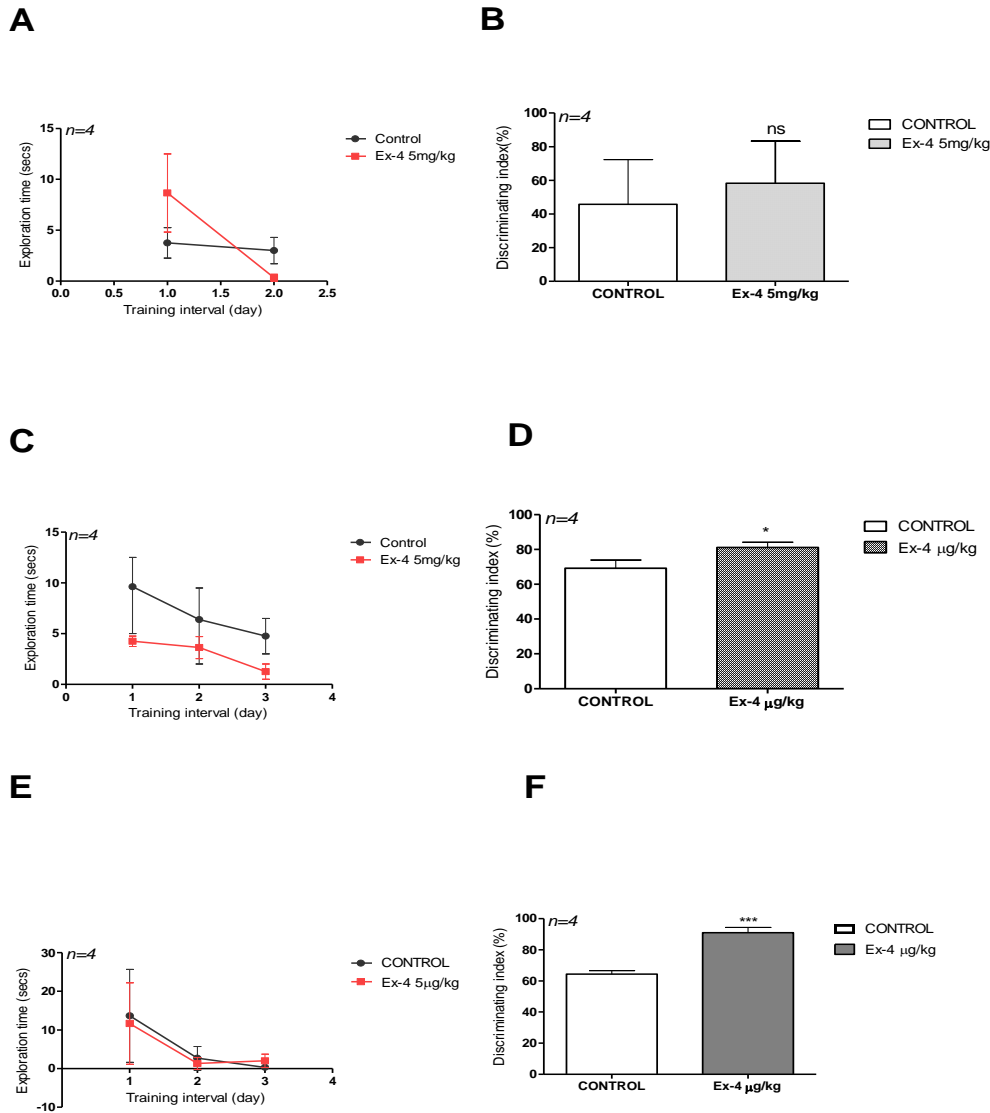 A
B
n=4
Control
Ex-4 5mg/kg
Exploration time (secs)
15
10
5
0
0.0 0.5 1.0 1.5 2.0 2.5
Training interval (day)
n=4
ns
CONTROL
Ex-4 5mg/kg
Discriminating index(%)
100
80
60
40
20
0
CONTROL Ex-4 5mg/kg
C
D
n=4
Control
Ex-4 5mg/kg
Exploration time (secs)
15
10
5
0
0 1 2 3 4
Training interval (day)
n=4
*
CONTROL
Ex-4 µg/kg
Discriminating index (%)
100
80
60
40
20
0
CONTROL Ex-4 µg/kg
E
F
n=4
CONTROL
Ex-4 5µg/kg
Exploration time (secs)
30
20
10
0
-10
1 2 3 4
Training interval (day)
n=4
***
CONTROL
Ex-4 µg/kg
Discriminating index (%)
100
80
60
40
20
0
CONTROL Ex-4 µg/kg